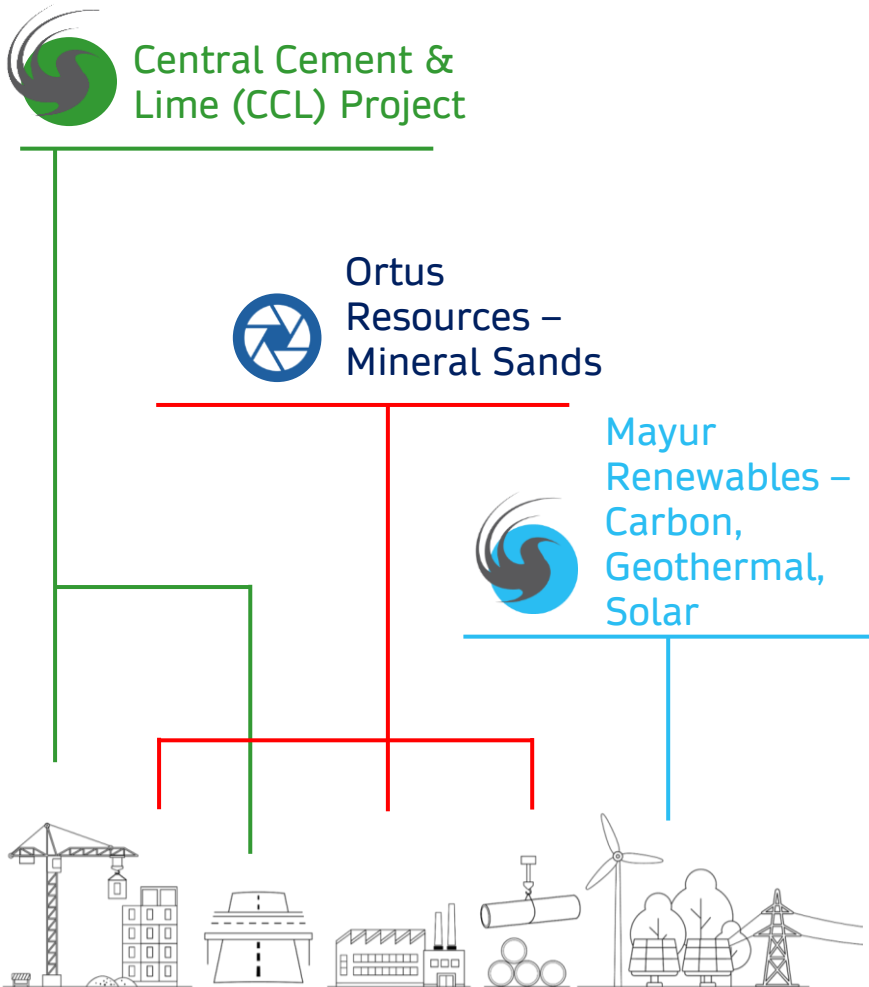 Central Cement &
Lime (CCL) Project
Ortus
Resources –
Mineral Sands
Mayur
Renewables –
Carbon,
Geothermal,
Solar